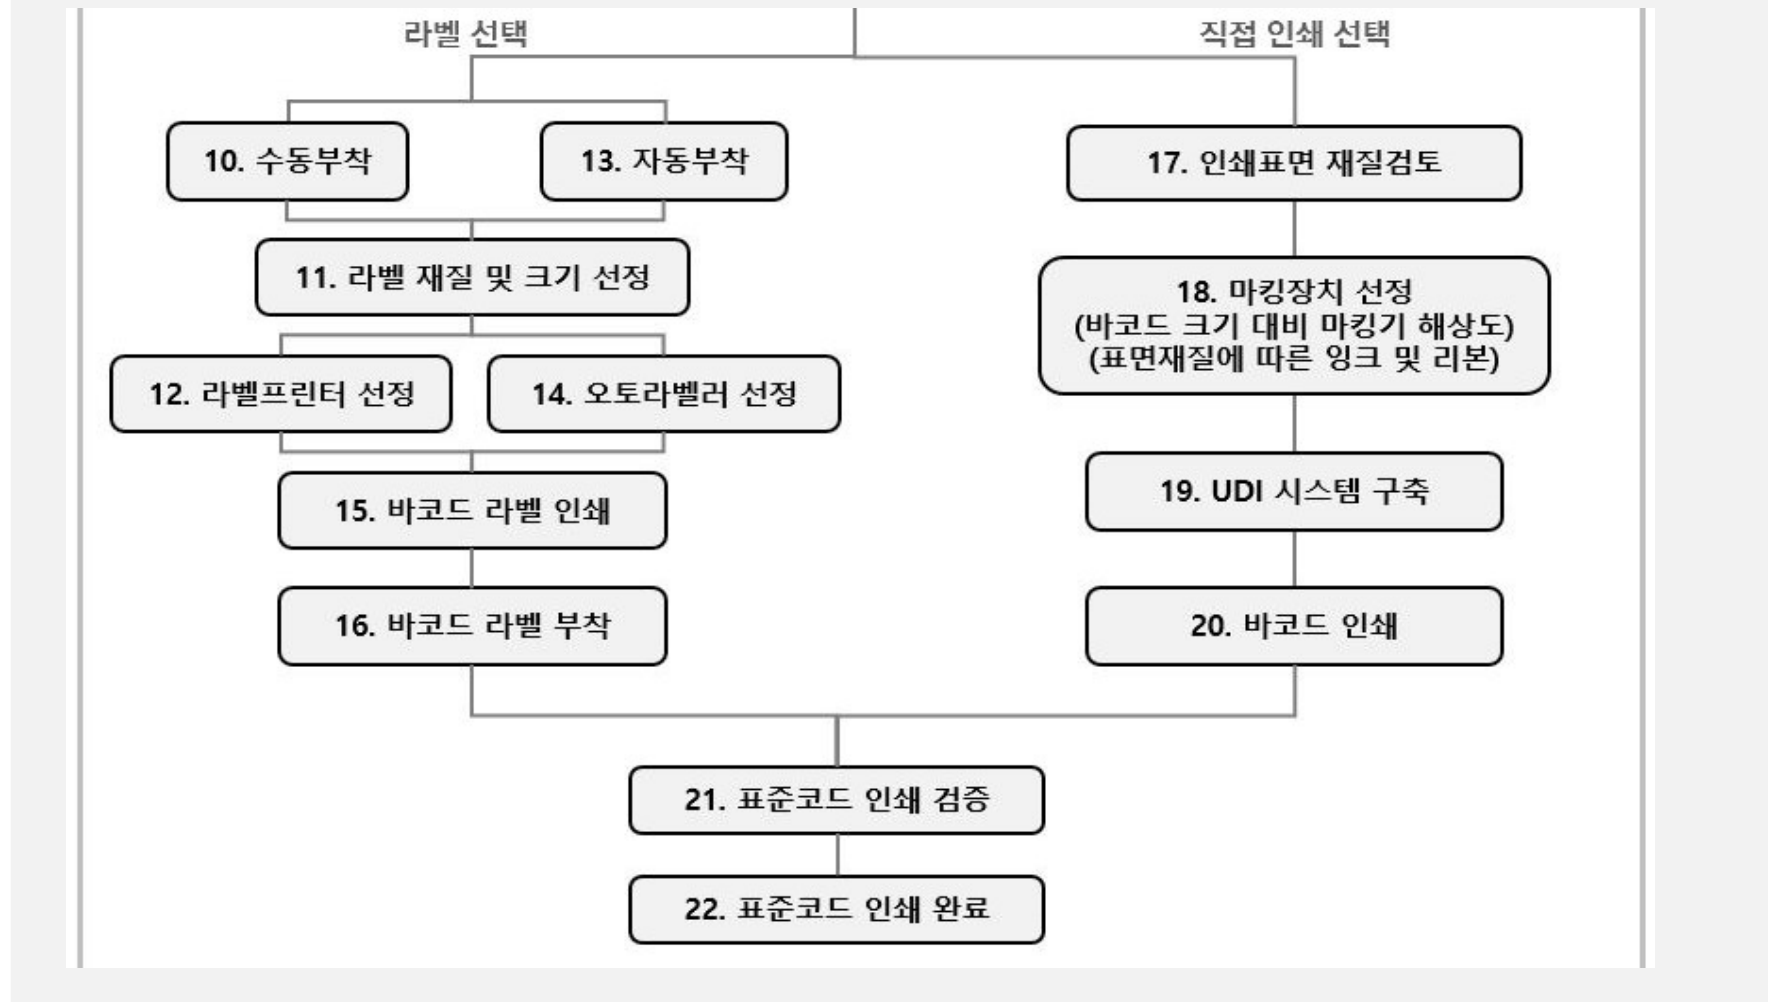 라벨 선택
직접 인쇄 선택
10. 수동부착
13. 자동부착
17. 인쇄표면 재질검토
11. 라벨 재질 및 크기 선정
18. 마킹장치 선정
(바코드 크기 대비 마킹기 해상도)
(표면재질에 따른 잉크 및 리본)
12. 라벨프린터 선정
14. 오토라벨러 선정
15. 바코드 라벨 인쇄
19. UDI 시스템 구축
16. 바코드 라벨 부착
20. 바코드 인쇄
21. 표준코드 인쇄 검증
22. 표준코드 인쇄 완료